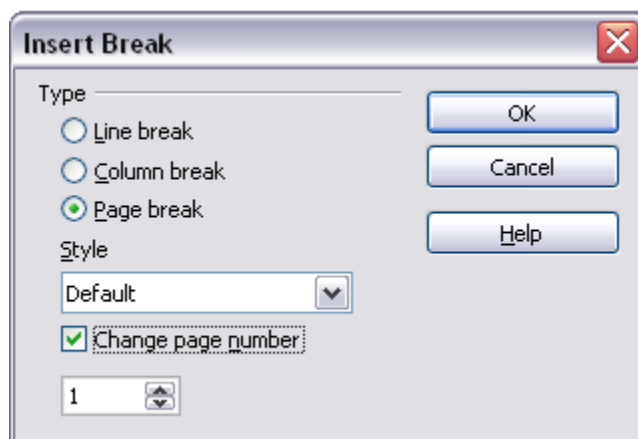 Insert Break
Type
Line break
Column break
Page break
Style
Default
Change page number
1
OK
Cancel
Help